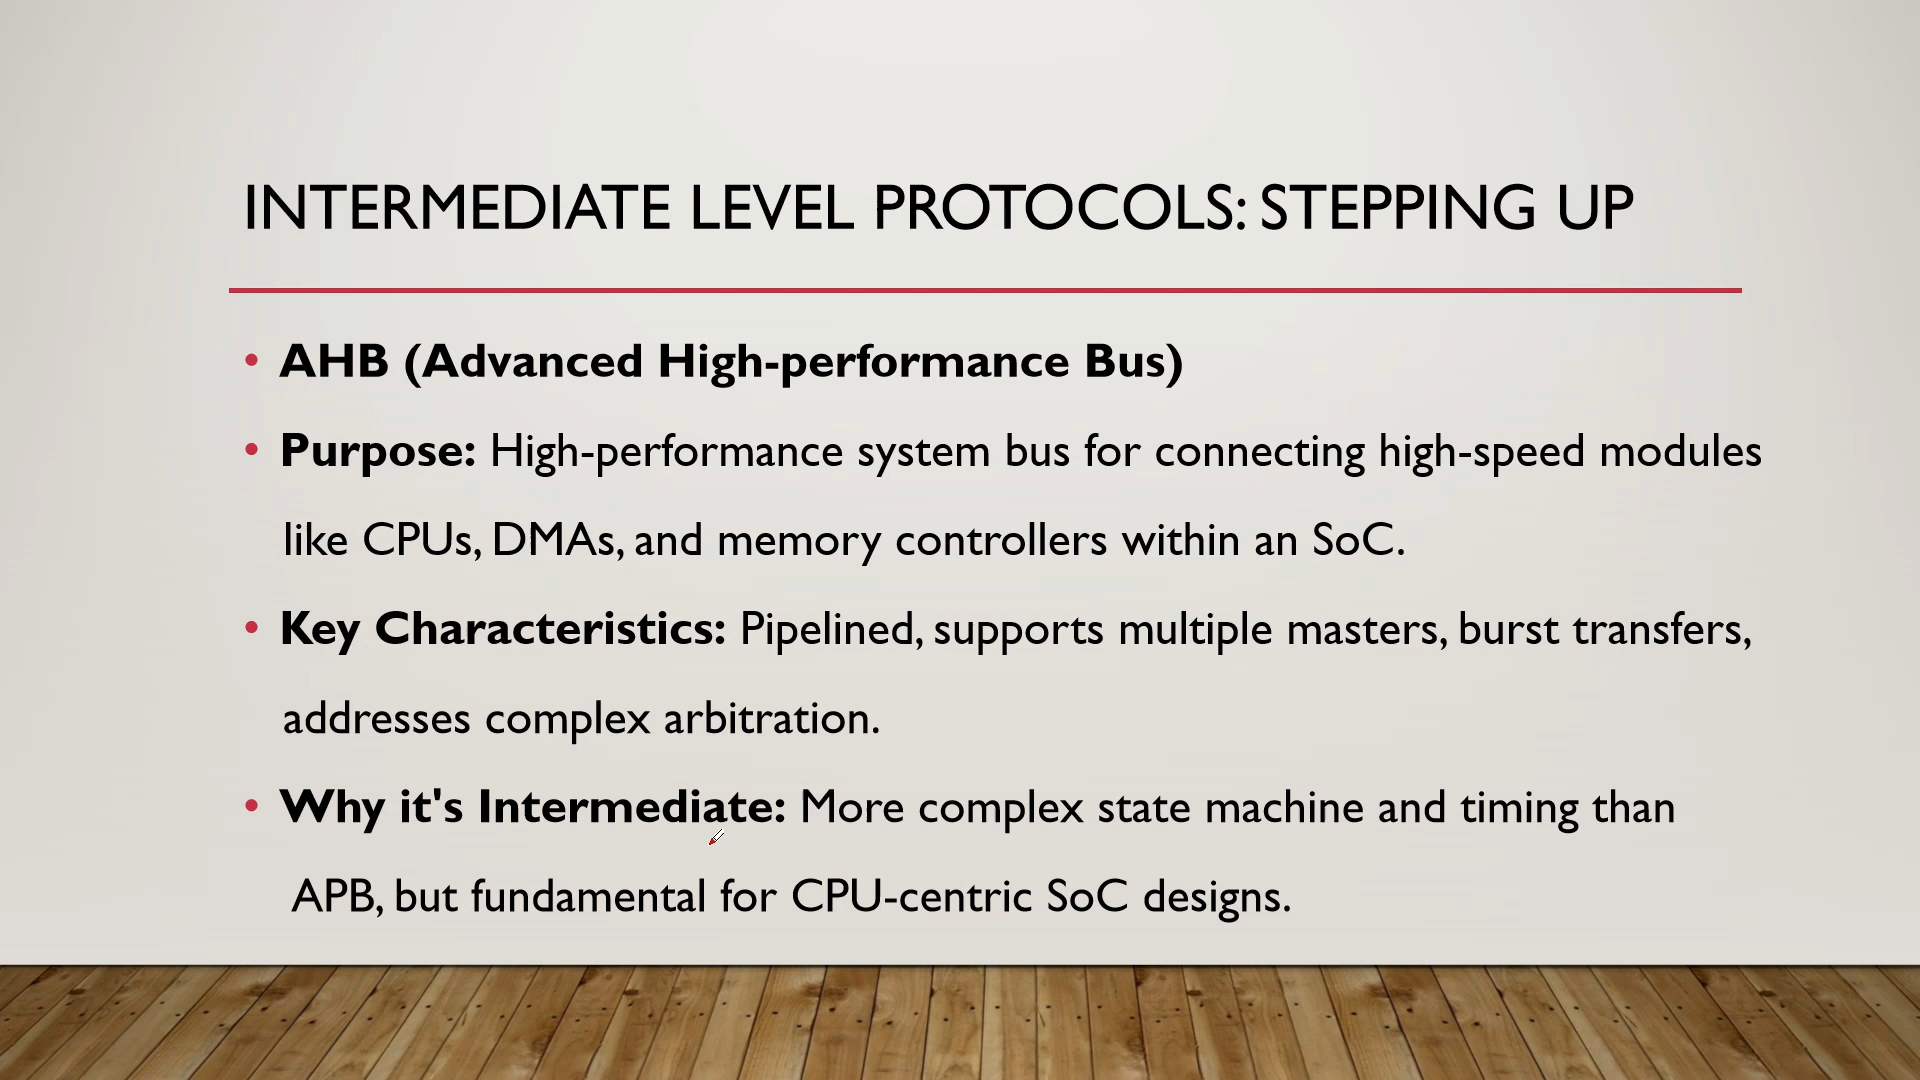 INTERMEDIATE LEVEL PROTOCOLS: STEPPING UP
• AHB (Advanced High-performance Bus)
• Purpose: High-performance system bus for connecting high-speed modules
like CPUs, DMAs, and memory controllers within an SoC.
• Key Characteristics: Pipelined, supports multiple masters, burst transfers,
addresses complex arbitration.
• Why it's Intermediate: More complex state machine and timing than
APB, but fundamental for CPU-centric SoC designs.